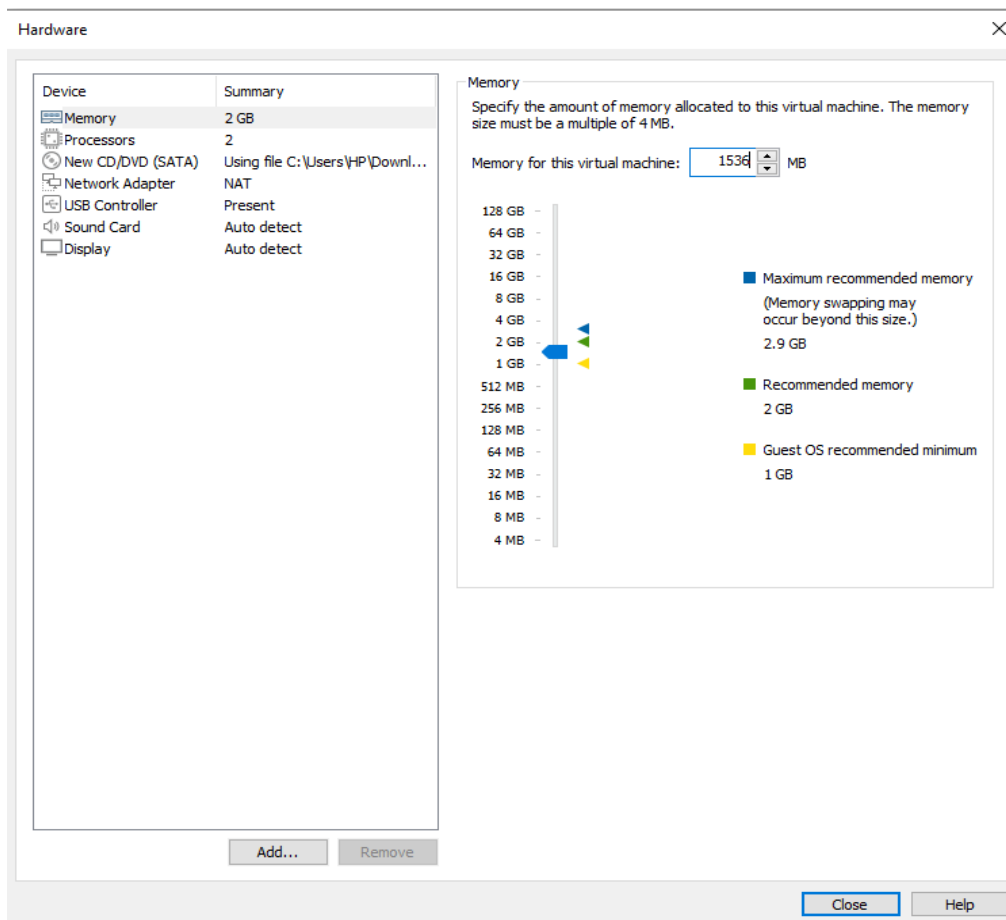 Hardware
Device Summary
Memory 2 GB
Processors 2
New CD/DVD (SATA) Using file C:\Users\HP\Downl...
Network Adapter NAT
USB Controller Present
Sound Card Auto detect
Display Auto detect
Add... Remove
Memory
Specify the amount of memory allocated to this virtual machine. The memory
size must be a multiple of 4 MB.
Memory for this virtual machine: 1536 MB
128 GB
64 GB
32 GB
16 GB
8 GB
4 GB
2 GB
1 GB
512 MB
256 MB
128 MB
64 MB
32 MB
16 MB
8 MB
4 MB
Maximum recommended memory
(Memory swapping may
occur beyond this size.)
2.9 GB
Recommended memory
2 GB
Guest OS recommended minimum
1 GB
Close Help